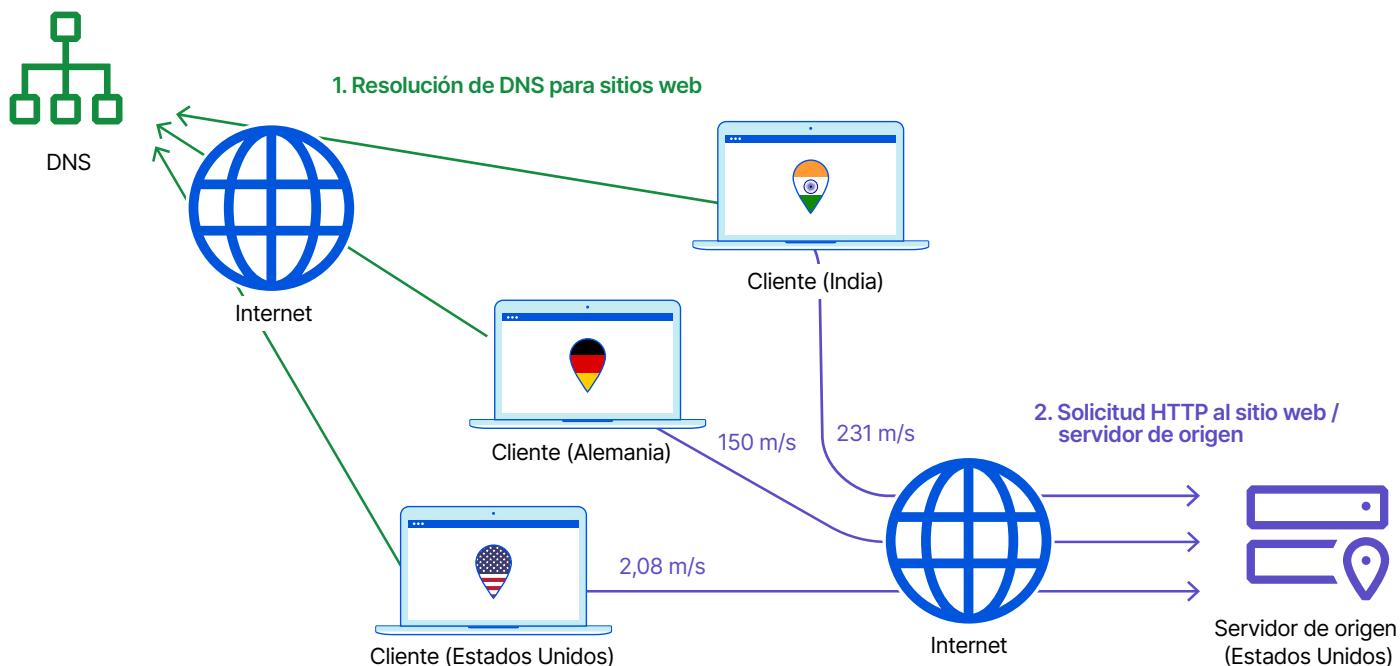 1. Resolución de DNS para sitios web
DNS
Internet
Cliente (India)
Cliente (Alemania)
150 m/s
231 m/s
2. Solicitud HTTP al sitio web /
servidor de origen
2,08 m/s
Cliente (Estados Unidos)
Internet
Servidor de origen
(Estados Unidos)